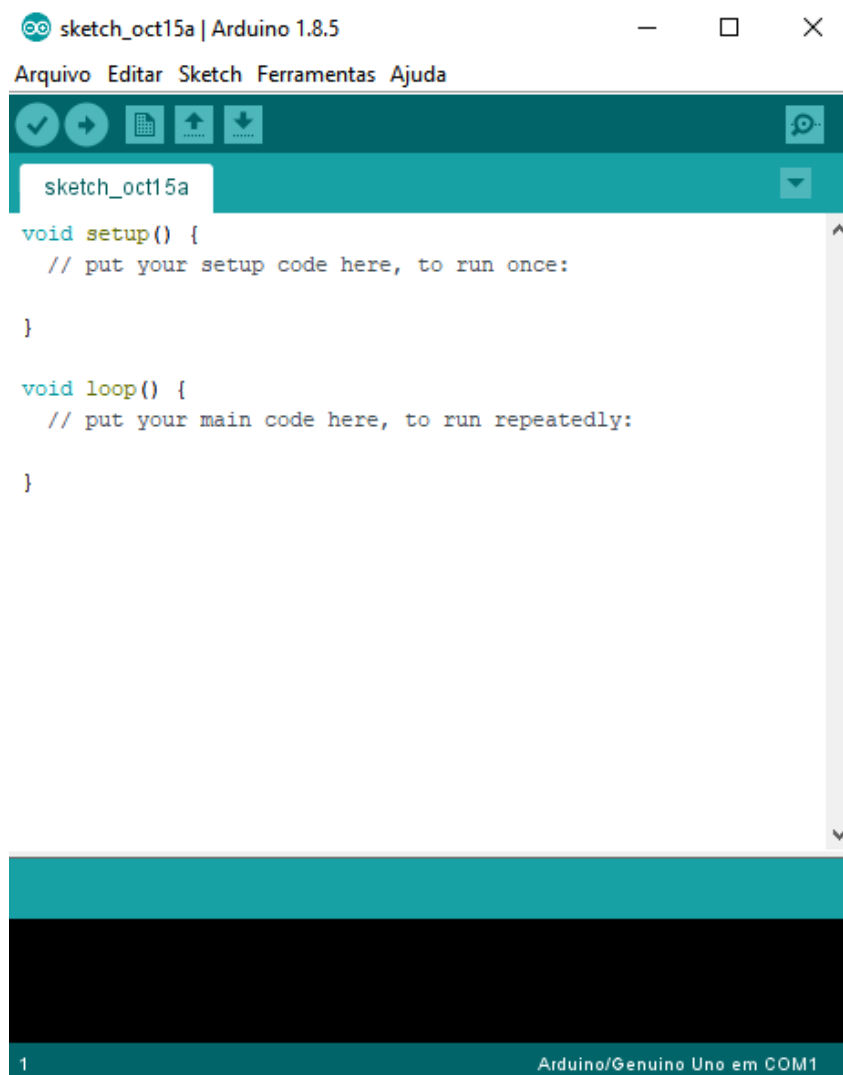 sketch_oct15a | Arduino 1.8.5
Arquivo Editar Sketch Ferramentas Ajuda
sketch_oct15a
void setup() {
  // put your setup code here, to run once:
}
void loop() {
  // put your main code here, to run repeatedly:
}
1 Arduino/Genuino Uno em COM1